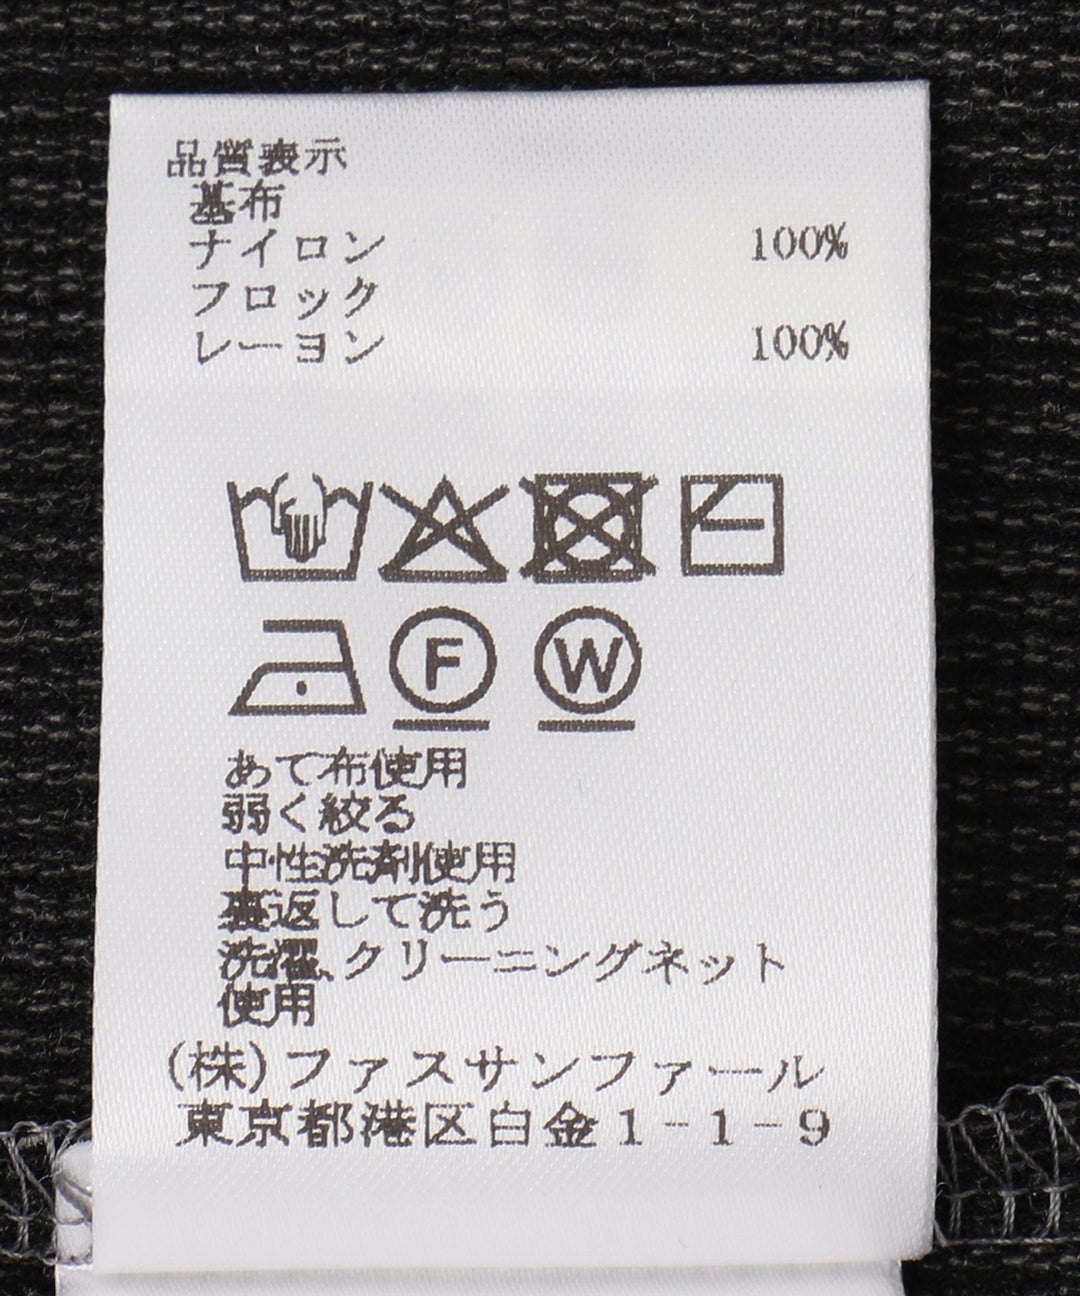 品質表示
基布
ナイロン 100%
フロック
レーヨン 100%
F W
あて布使用
弱く絞る
中性洗剤使用
裏返して洗う
洗濯、クリーニングネット
使用
(株)ファスサンファール
東京都港区白金1-1-9